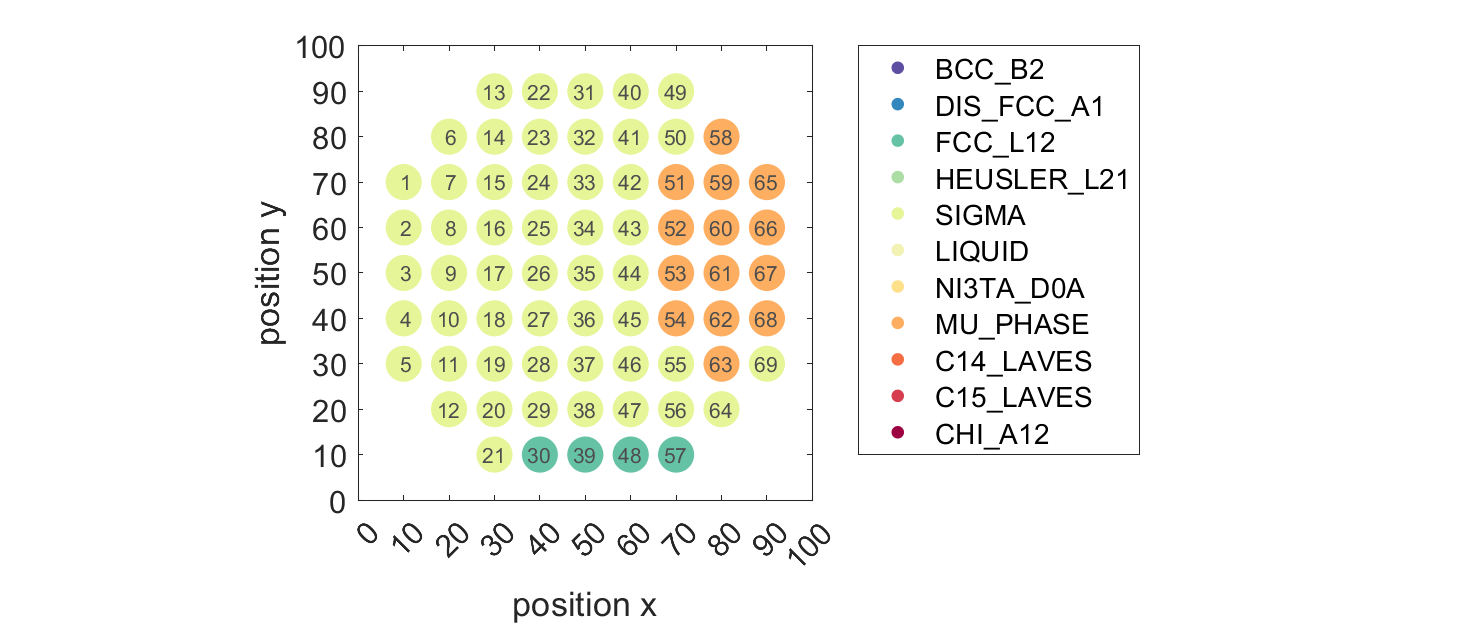 100
90
80
70
60
50
40
30
20
10
0
position y
13 22 31 40 49
6 14 23 32 41 50 58
1 7 15 24 33 42 51 59 65
2 8 16 25 34 43 52 60 66
3 9 17 26 35 44 53 61 67
4 10 18 27 36 45 54 62 68
5 11 19 28 37 46 55 63 69
12 20 29 38 47 56 64
21 30 39 48 57
0 10 20 30 40 50 60 70 80 90 100
position x
BCC_B2
DIS_FCC_A1
FCC_L12
HEUSLER_L21
SIGMA
LIQUID
NI3TA_D0A
MU_PHASE
C14_LAVES
C15_LAVES
CHI_A12